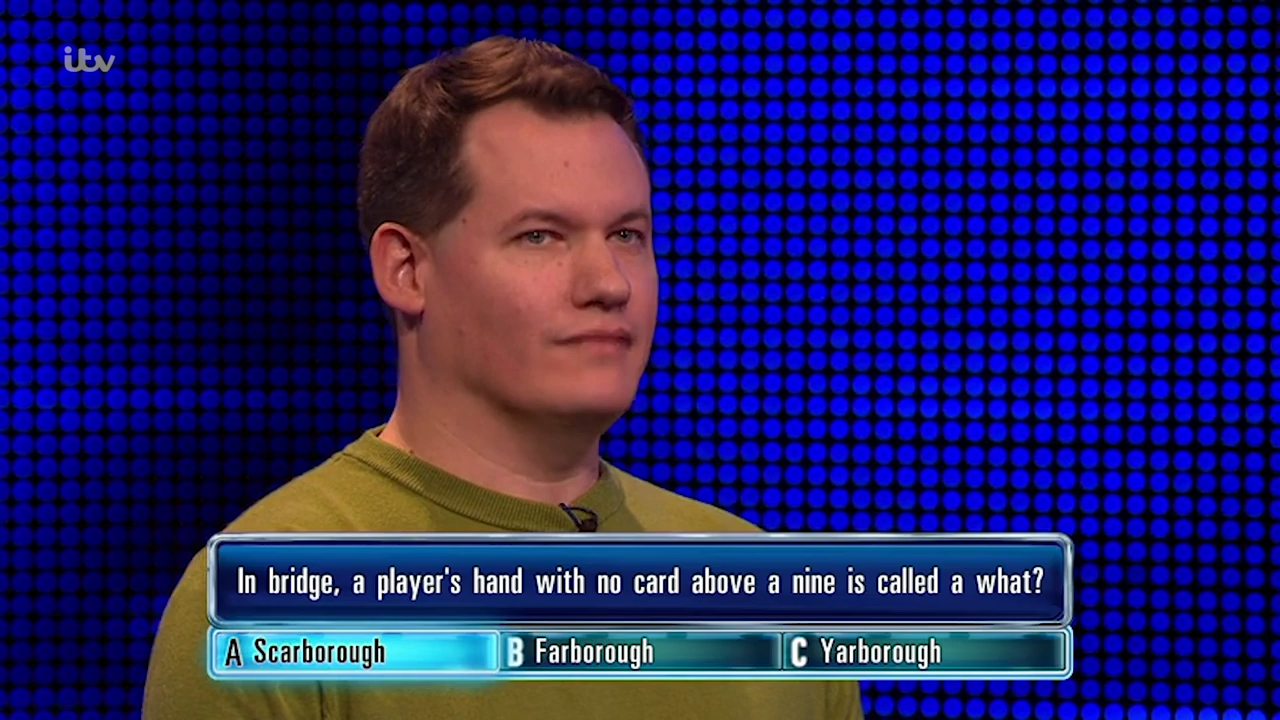 itv
In bridge, a player's hand with no card above a nine is called a what?
A Scarborough B Farborough C Yarborough